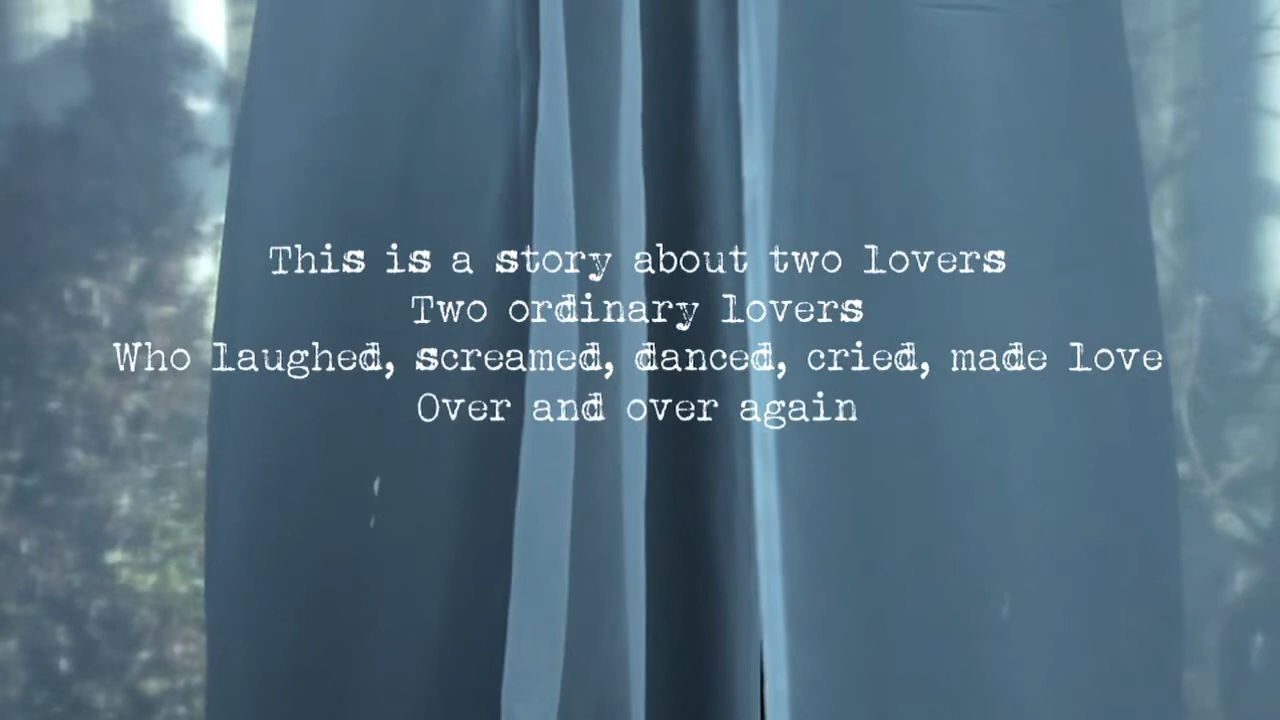 This is a story about two lovers
Two ordinary lovers
Who laughed, screamed, danced, cried, made love
Over and over again